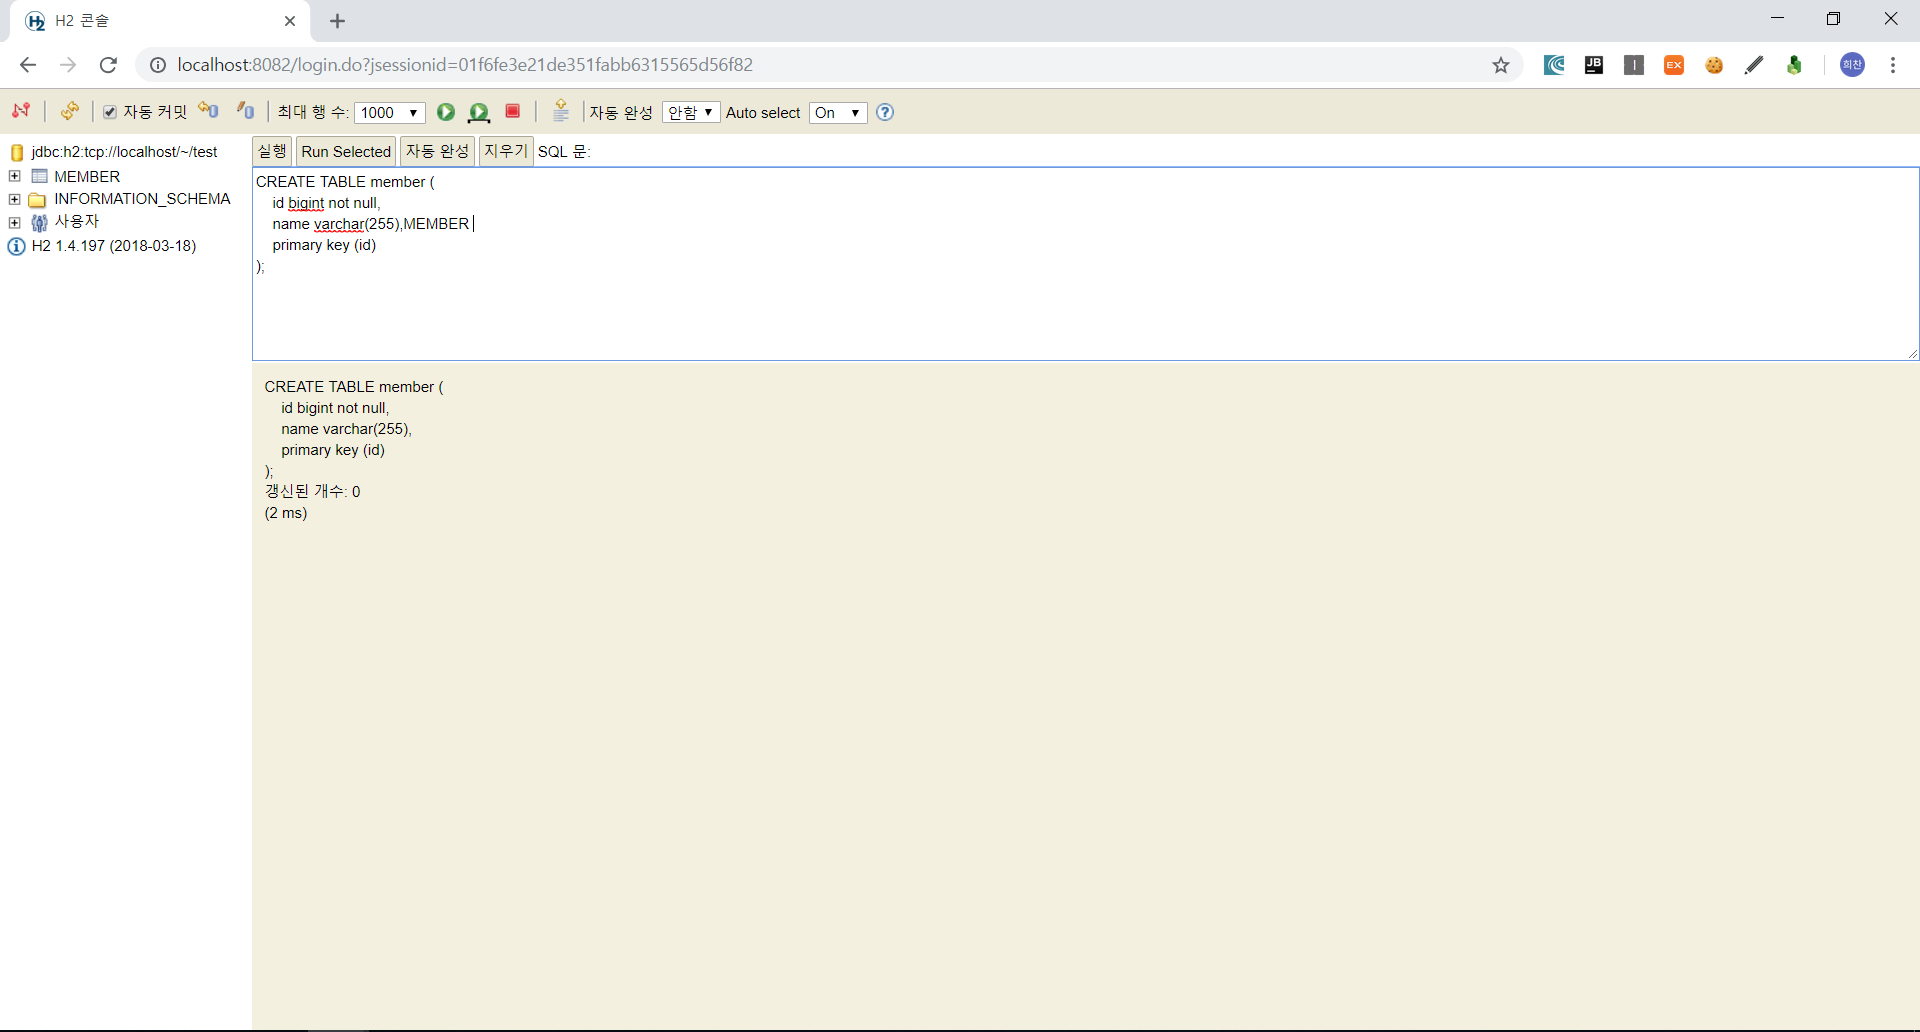 H2 콘솔
localhost:8082/login.do?jsessionid=01f6fe3e21de351fabb6315565d56f82
JB
EX
희찬
자동 커밋
최대 행 수: 1000
자동 완성 안함 Auto select On
jdbc:h2:tcp://localhost/~/test
MEMBER
INFORMATION_SCHEMA
사용자
H2 1.4.197 (2018-03-18)
실행 Run Selected 자동 완성 지우기 SQL 문:
CREATE TABLE member (
id bigint not null,
name varchar(255),MEMBER
primary key (id)
);
CREATE TABLE member (
id bigint not null,
name varchar(255),
primary key (id)
);
갱신된 개수: 0
(2 ms)